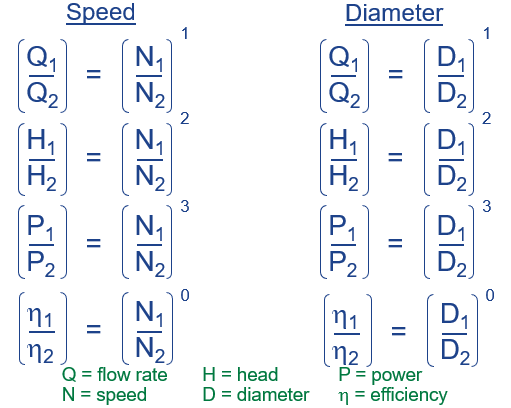 Speed Diameter
(Q₁/Q₂) = (N₁/N₂)¹ (Q₁/Q₂) = (D₁/D₂)¹
(H₁/H₂) = (N₁/N₂)² (H₁/H₂) = (D₁/D₂)²
(P₁/P₂) = (N₁/N₂)³ (P₁/P₂) = (D₁/D₂)³
(η₁/η₂) = (N₁/N₂)⁰ (η₁/η₂) = (D₁/D₂)⁰
Q = flow rate H = head P = power
N = speed D = diameter η = efficiency